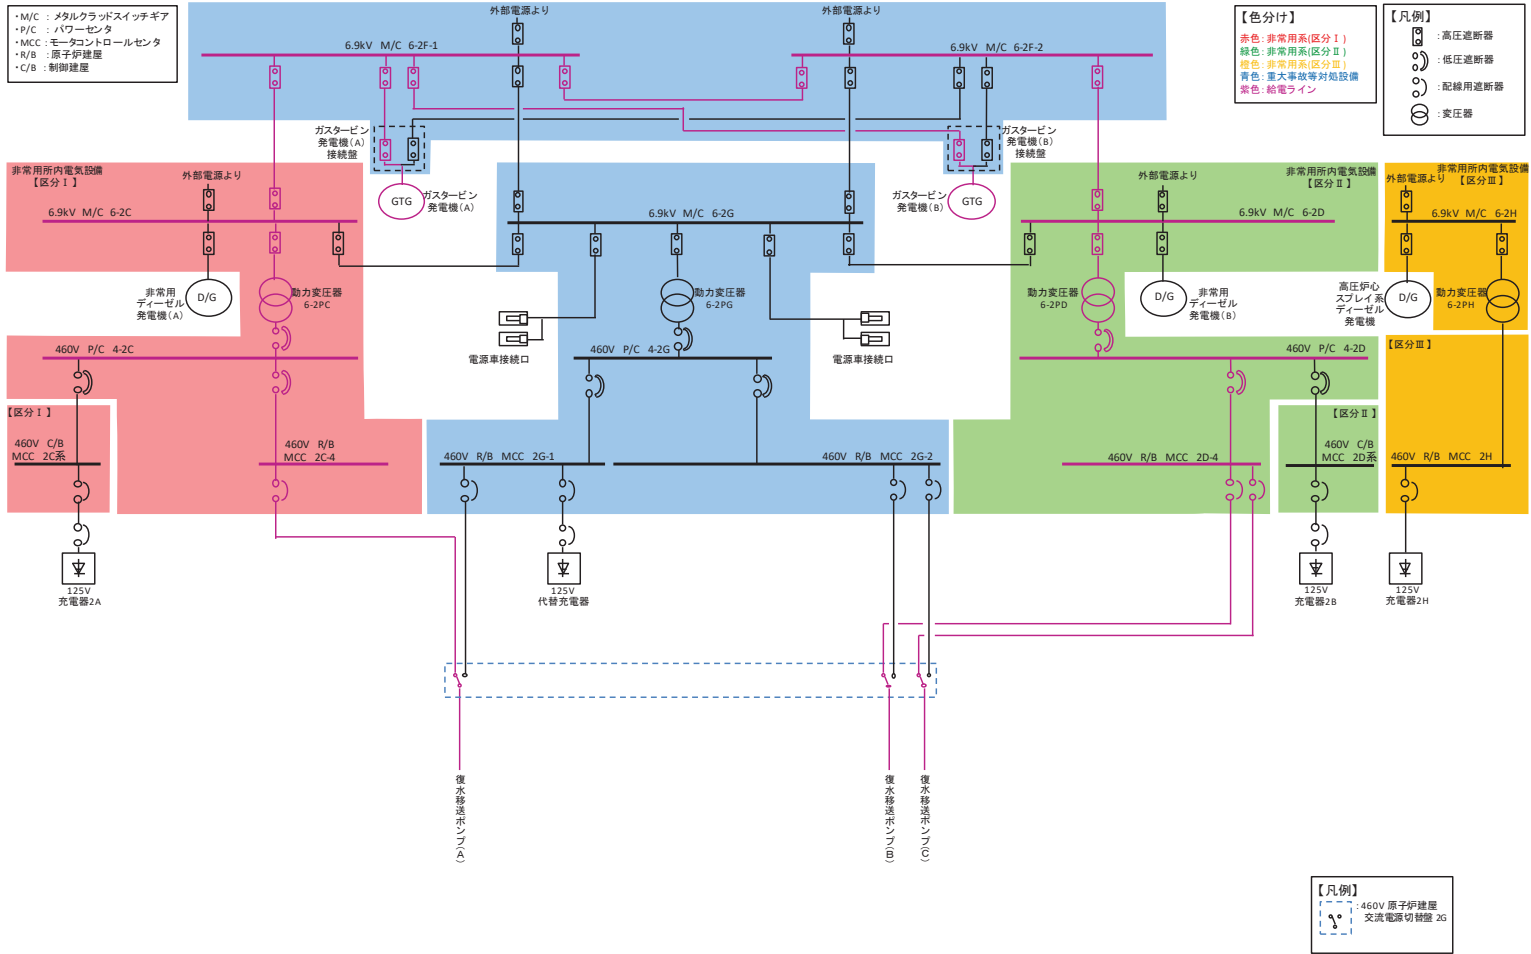 ・M/C ： メタルクラッドスイッチギア
・P/C ： パワーセンタ
・MCC ：モータコントロールセンタ
・R/B ：原子炉建屋
・C/B ：制御建屋
外部電源より
外部電源より
6.9kV M/C 6-2F-1
6.9kV M/C 6-2F-2
【色分け】
赤色：非常用系(区分Ⅰ)
緑色：非常用系(区分Ⅱ)
橙色：非常用系(区分Ⅲ)
青色：重大事故等対処設備
紫色：給電ライン
【凡例】
：高圧遮断器
：低圧遮断器
：配線用遮断器
：変圧器
ガスタービン
発電機(A)
接続盤
ガスタービン
発電機(B)
接続盤
GTG
ガスタービン
発電機(A)
ガスタービン
発電機(B)
GTG
非常用所内電気設備
【区分Ⅰ】
外部電源より
6.9kV M/C 6-2C
6.9kV M/C 6-2G
非常用所内電気設備
【区分Ⅱ】
外部電源より
6.9kV M/C 6-2D
非常用所内電気設備
【区分Ⅲ】
外部電源より
6.9kV M/C 6-2H
非常用
ディーゼル
発電機(A)
D/G
動力変圧器
6-2PC
動力変圧器
6-2PG
動力変圧器
6-2PD
D/G
非常用
ディーゼル
発電機(B)
高圧炉心
スプレイ系
ディーゼル
発電機
D/G
動力変圧器
6-2PH
電源車接続口
電源車接続口
460V P/C 4-2C
460V P/C 4-2G
460V P/C 4-2D
【区分Ⅲ】
【区分Ⅰ】
【区分Ⅱ】
460V C/B
MCC 2C系
460V R/B
MCC 2C-4
460V R/B MCC 2G-1
460V R/B MCC 2G-2
460V R/B MCC 2D-4
460V C/B
MCC 2D系
460V R/B MCC 2H
125V
充電器2A
125V
代替充電器
125V
充電器2B
125V
充電器2H
復水移送ポンプ(A)
復水移送ポンプ(B)
復水移送ポンプ(C)
【凡例】
：460V 原子炉建屋
交流電源切替盤 2G